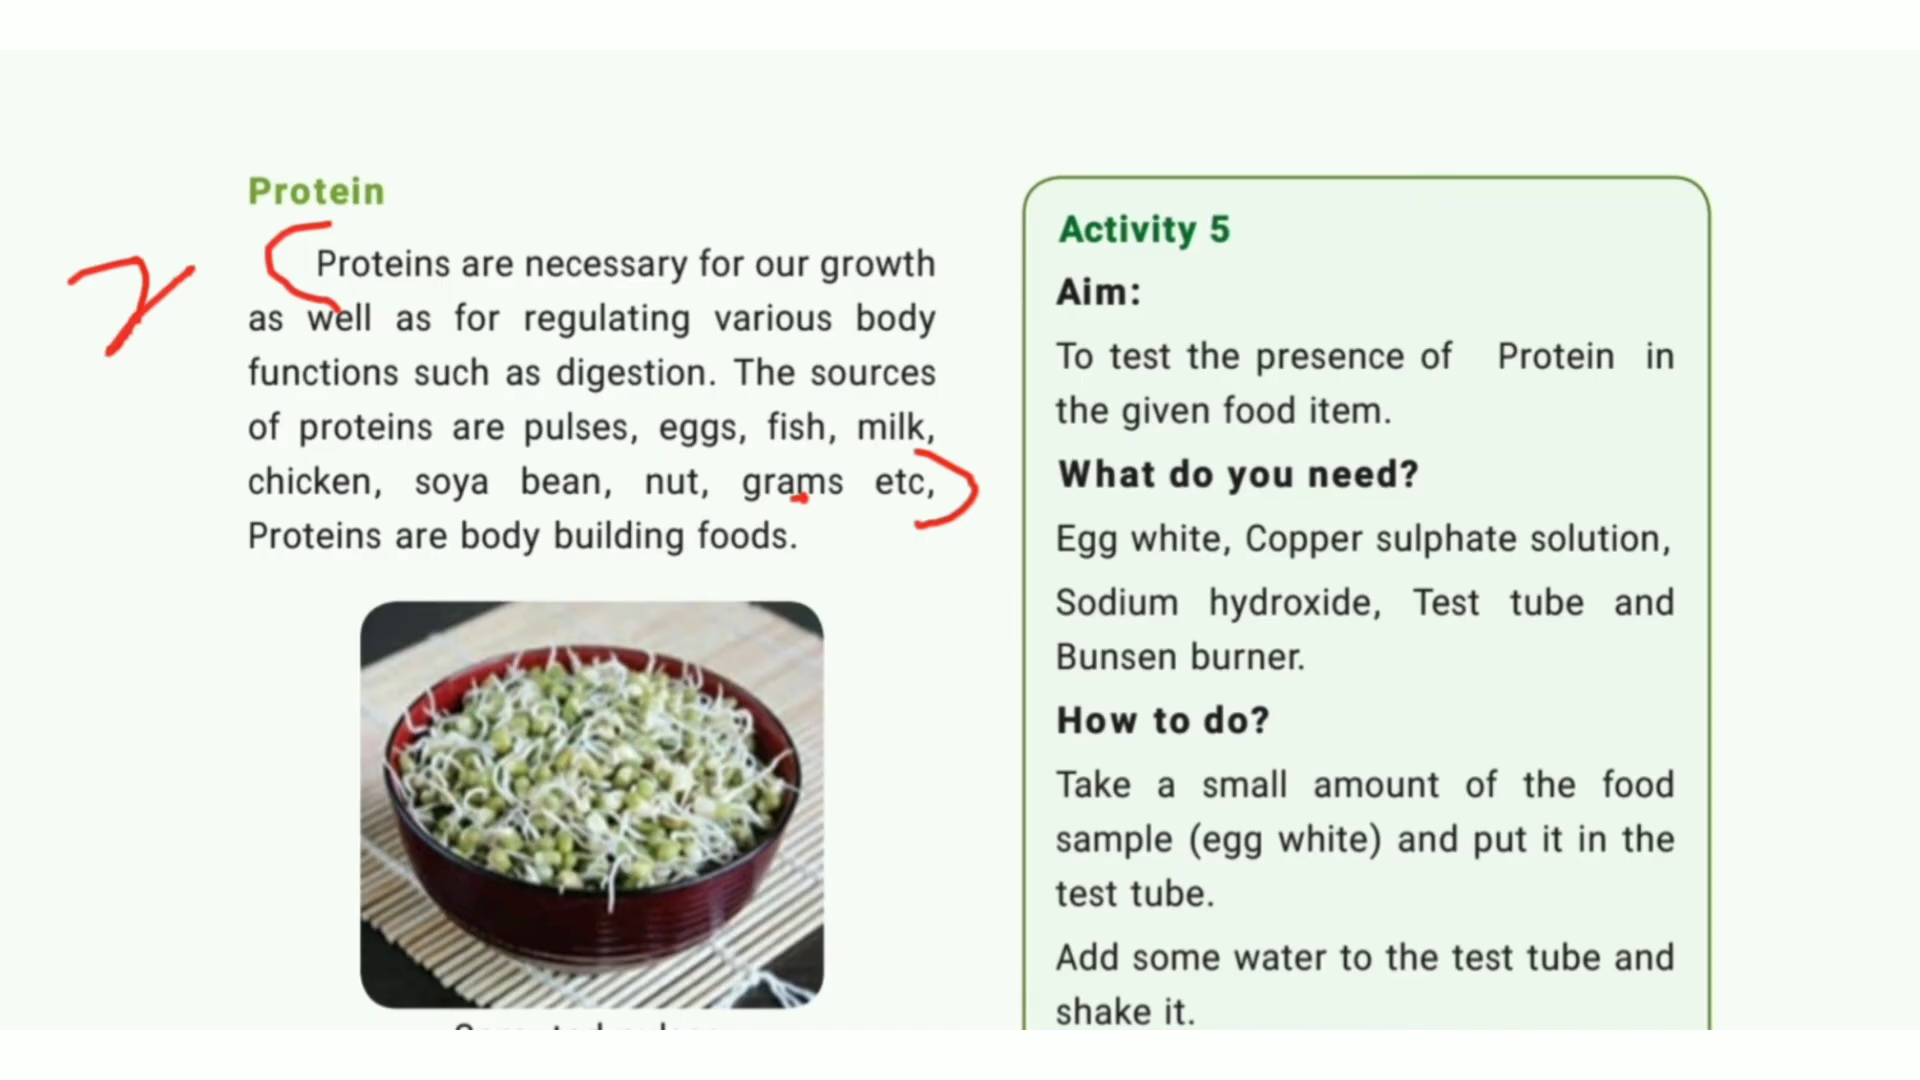 Protein
Proteins are necessary for our growth
as well as for regulating various body
functions such as digestion. The sources
of proteins are pulses, eggs, fish, milk,
chicken, soya bean, nut, grams etc,
Proteins are body building foods.
Activity 5
Aim:
To test the presence of Protein in
the given food item.
What do you need?
Egg white, Copper sulphate solution,
Sodium hydroxide, Test tube and
Bunsen burner.
How to do?
Take a small amount of the food
sample (egg white) and put it in the
test tube.
Add some water to the test tube and
shake it.